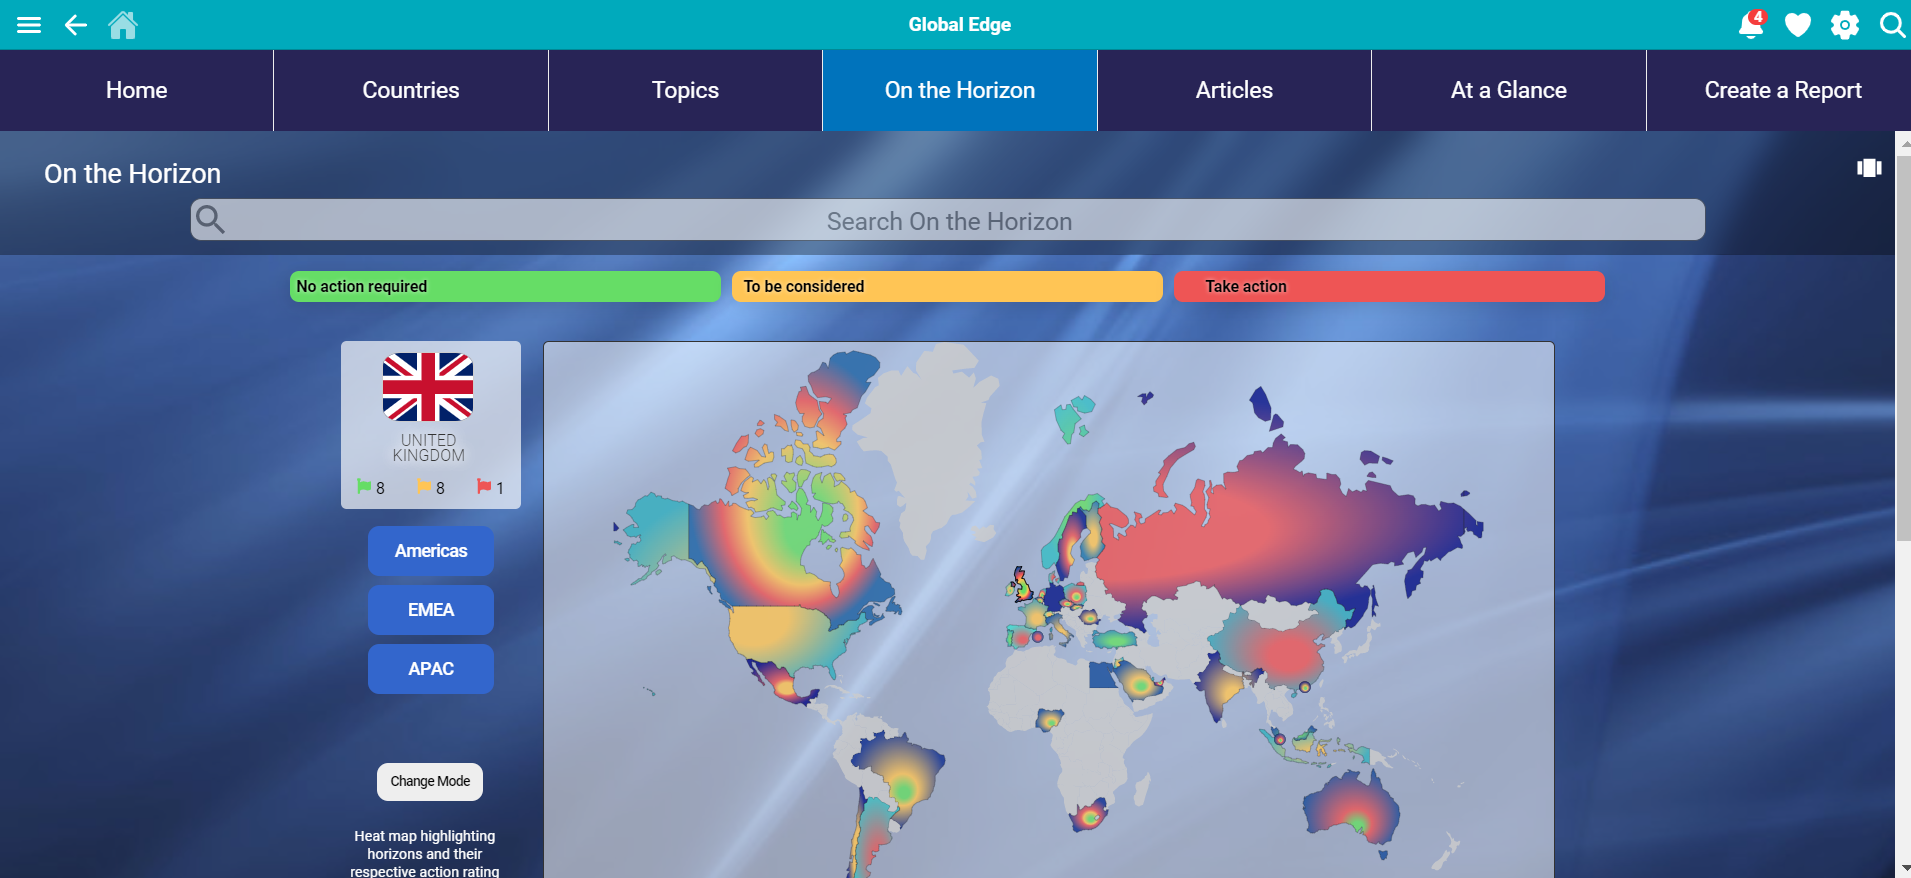 Global Edge
4
Home
Countries
Topics
On the Horizon
Articles
At a Glance
Create a Report
On the Horizon
Search On the Horizon
No action required
To be considered
Take action
UNITED
KINGDOM
8
8
1
Americas
EMEA
APAC
Change Mode
Heat map highlighting
horizons and their
respective action rating